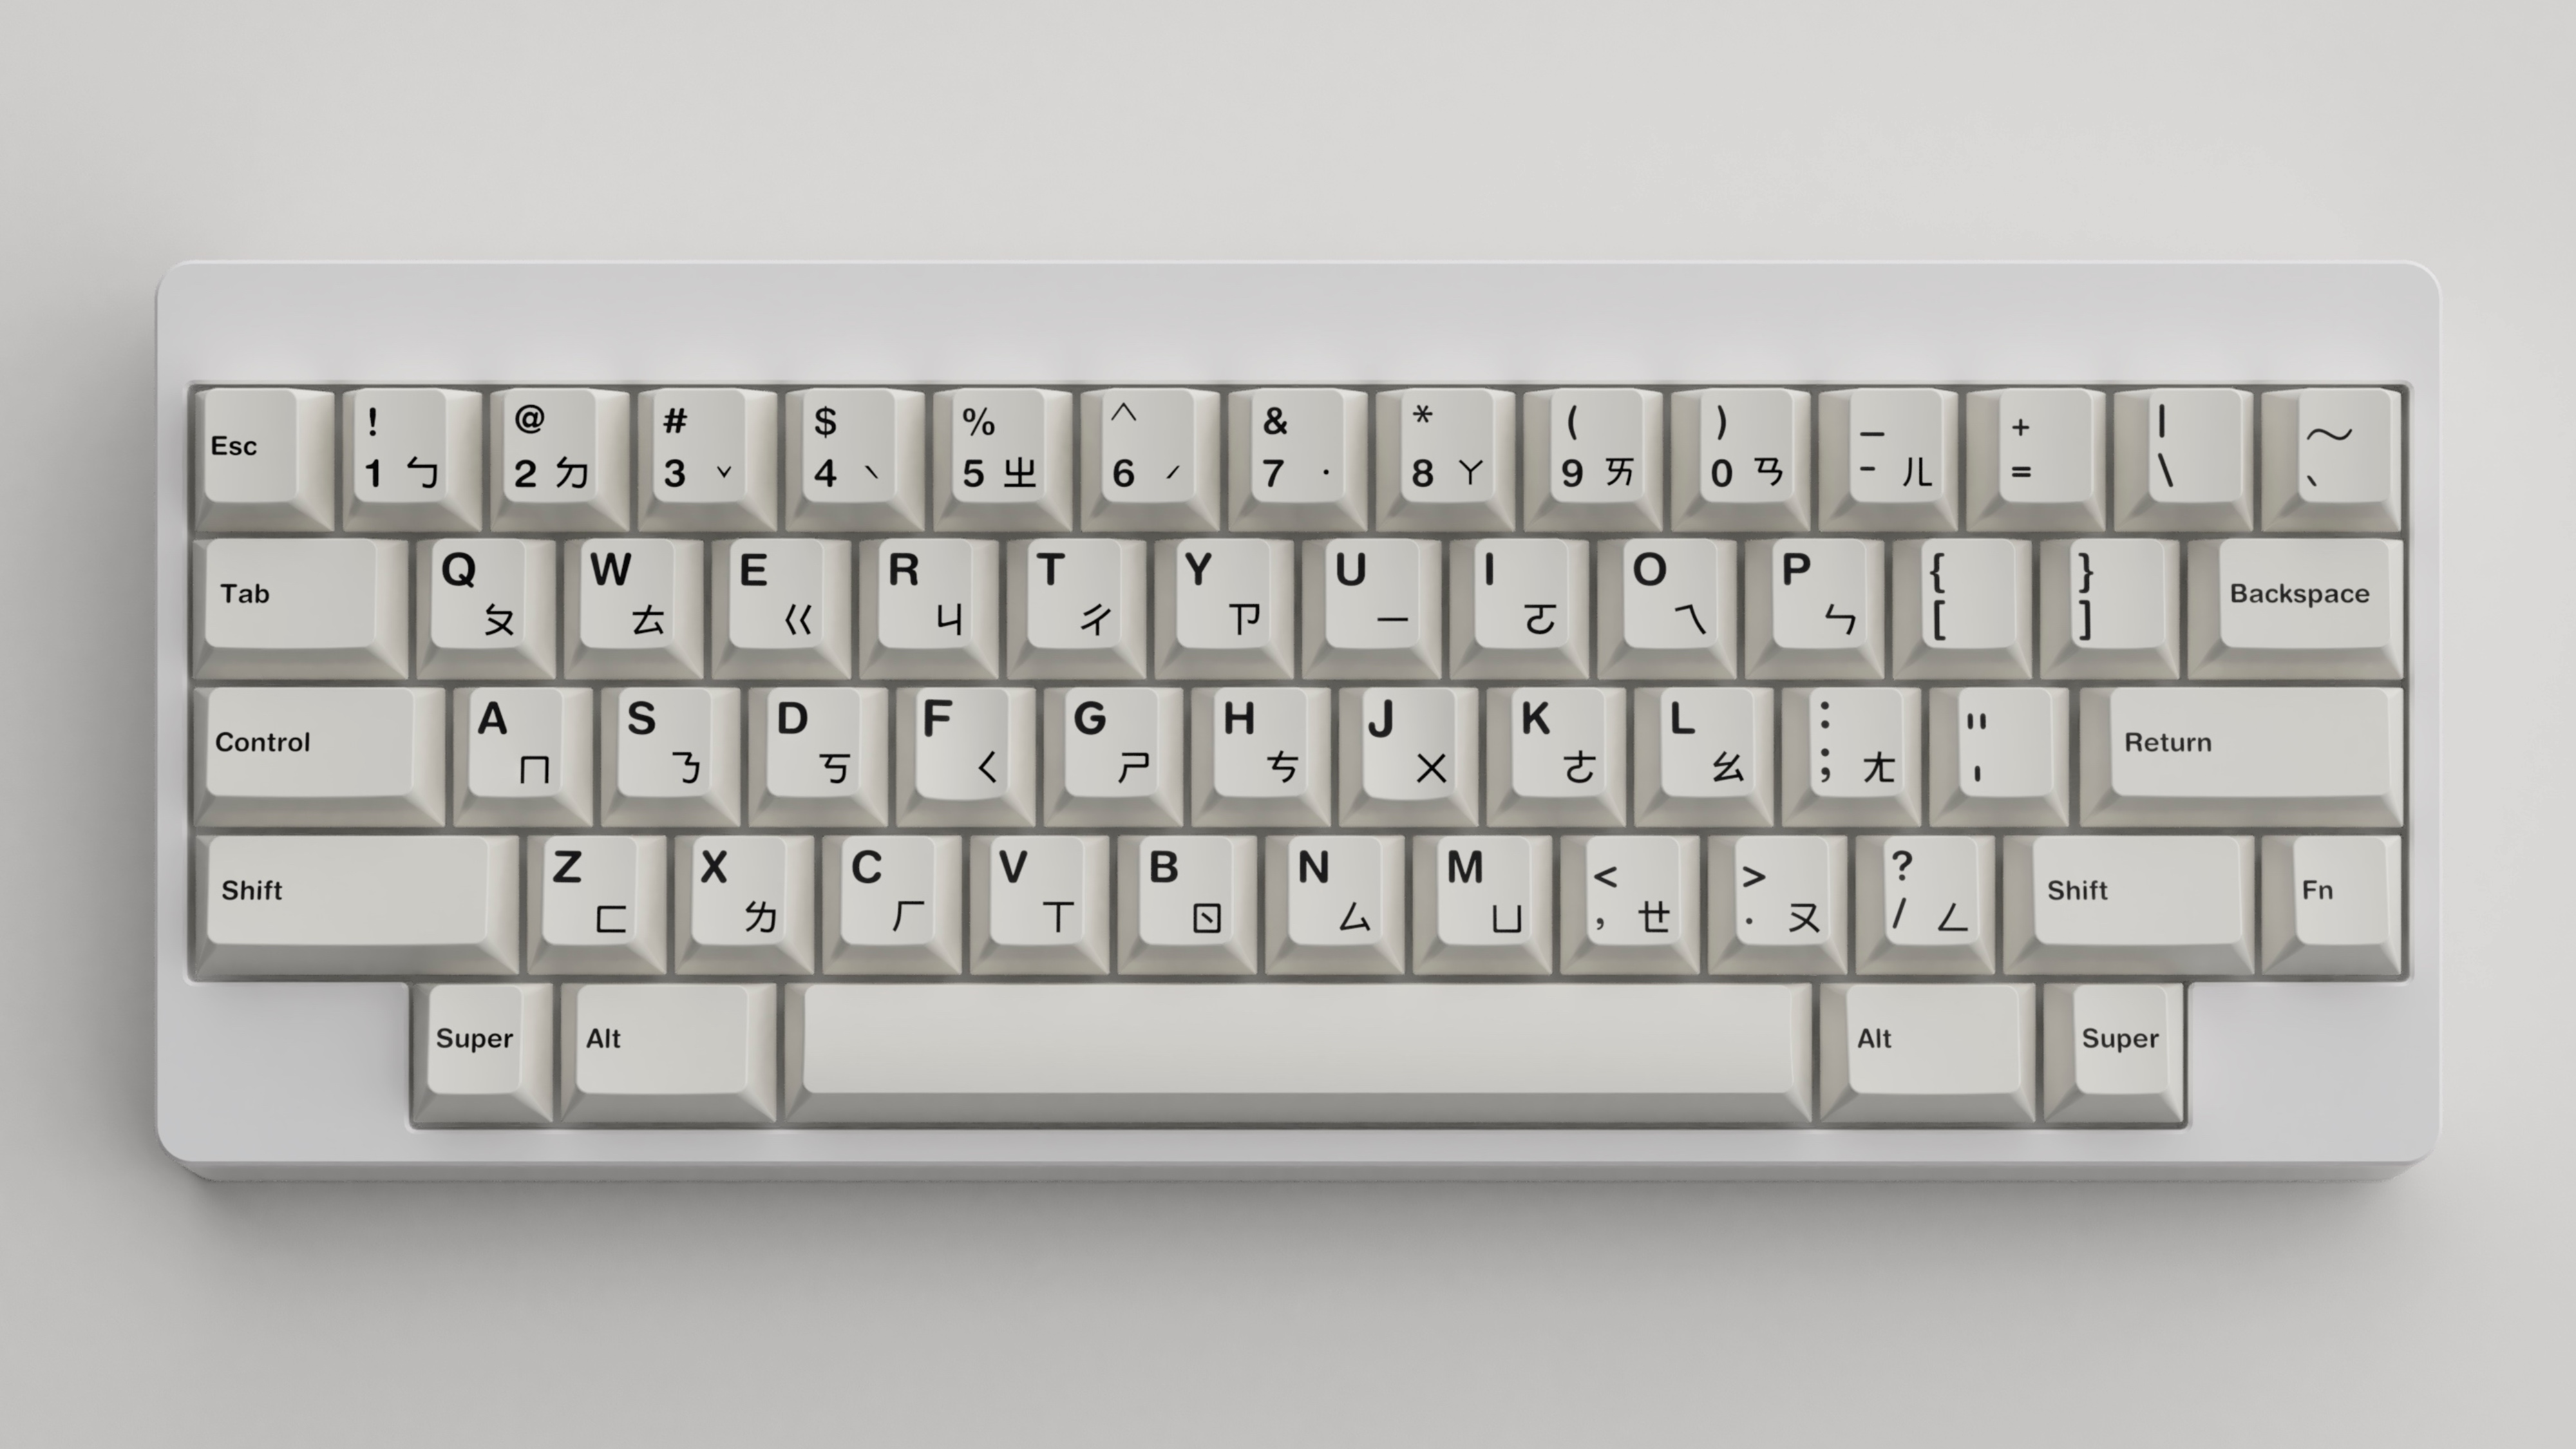 Esc ! 1 ㄅ @ 2 ㄉ # 3 ˇ $ 4 ˋ % 5 ㄓ ^ 6 ˊ & 7 ˙ * 8 ㄚ ( 9 ㄞ ) 0 ㄢ _ - ㄦ + = | \ ~ `
Tab Q ㄆ W ㄊ E ㄍ R ㄐ T ㄔ Y ㄗ U ㄧ I ㄛ O ㄟ P ㄣ { [ } ] Backspace
Control A ㄇ S ㄋ D ㄎ F ㄑ G ㄕ H ㄘ J ㄨ K ㄜ L ㄠ : ; ㄤ " ' Return
Shift Z ㄈ X ㄌ C ㄏ V ㄒ B ㄖ N ㄙ M ㄩ < , ㄝ > . ㄡ ? / ㄥ Shift Fn
Super Alt Alt Super